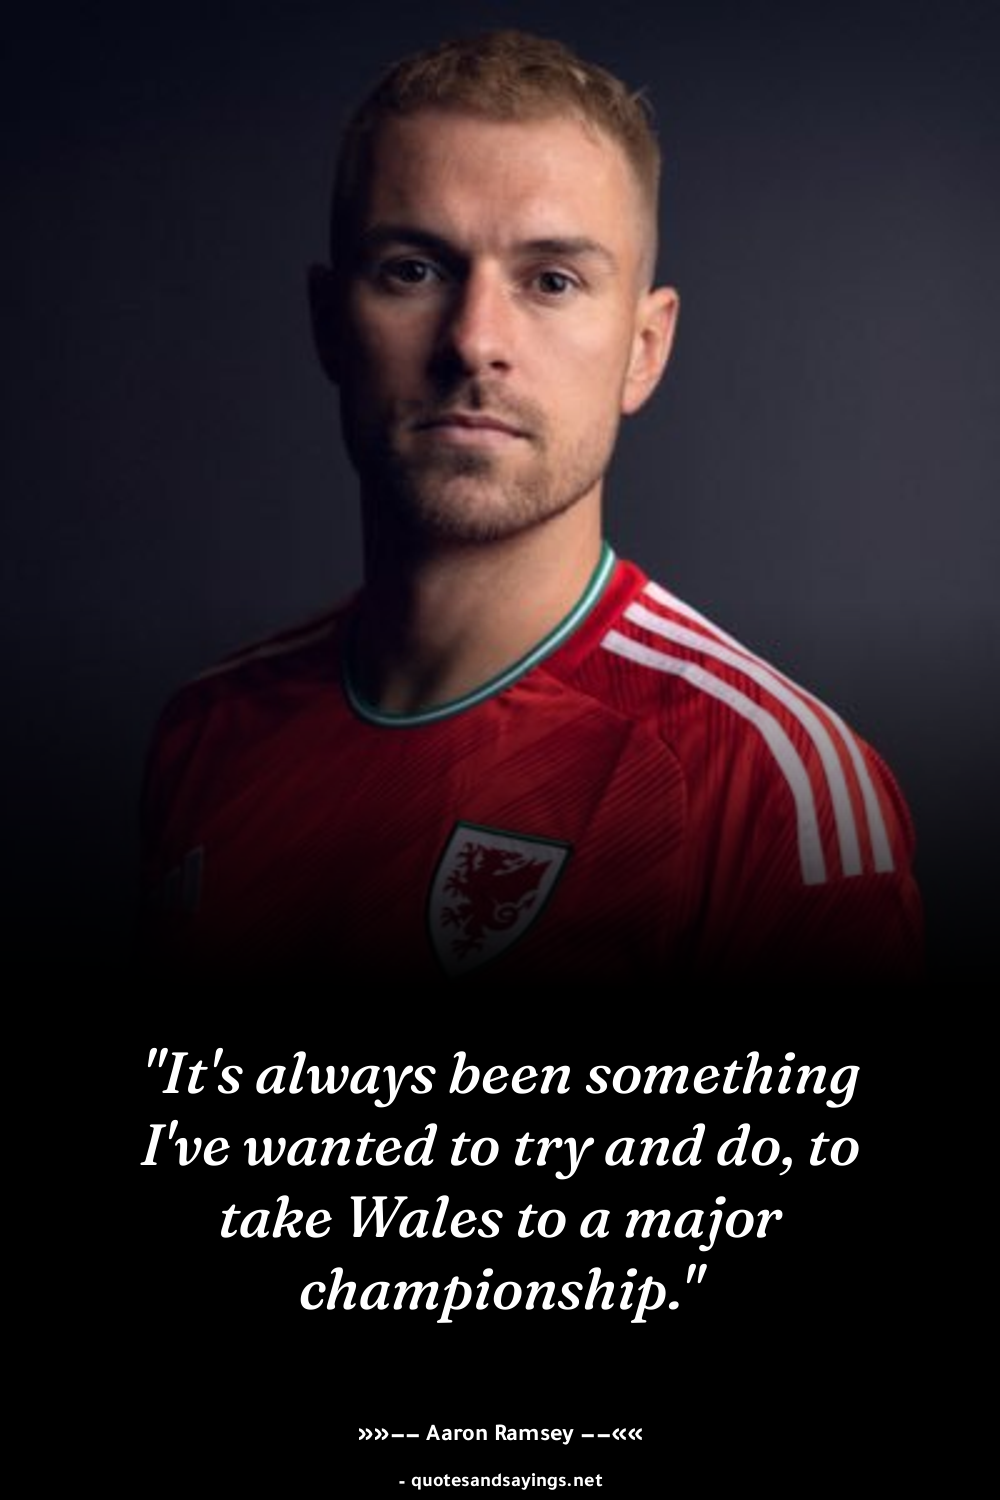 "It's always been something
I've wanted to try and do, to
take Wales to a major
championship."
»»−− Aaron Ramsey −−««
- quotesandsayings.net